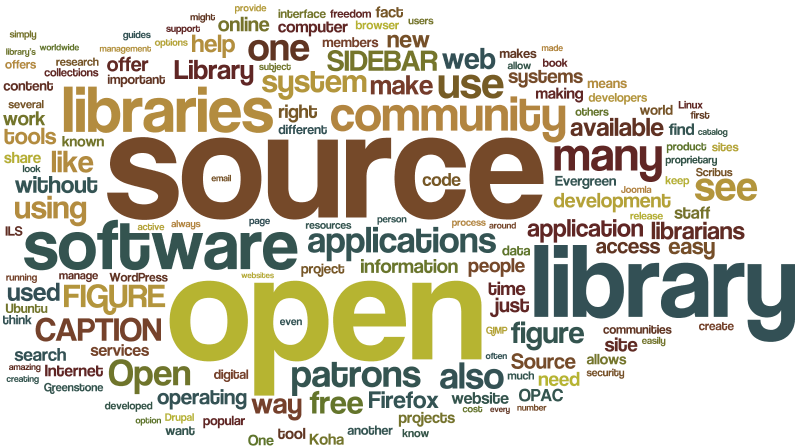 provide
might
interface freedom fact
simply
support
online
computer browser users
guides
library's worldwide
management options
help
one
members
new
offers
research
offer
Library
subject
SIDEBAR
web
makes
made
collections
important
allow
book
content
system
make
use
systems
means
several
libraries
right
community
making
developers
work
others
world
Linux
first
tools
known
different
available
find
catalog
share
like
source
many
product sites
look
proprietary
without
email
code
Evergreen
Joomla
keep
Scribus
see
using
development
release
staff
ILS
active always
page
resources
person
process around
software
applications
application
librarians
data
access easy
running
manage
WordPress
websites
project
information
people
library
used
FIGURE
open
time
Ubuntu
just
think
CAPTION
even
GIMP
figure
communities
create
site
easily
search
services
often
Source
allows
amazing
Internet
Open
digital
patrons
also
much
need
security
creating
Greenstone
operating
website
OPAC
developed
way
free
Firefox
cost every number
option Drupal popular
projects
want
One tool Koha
another
know